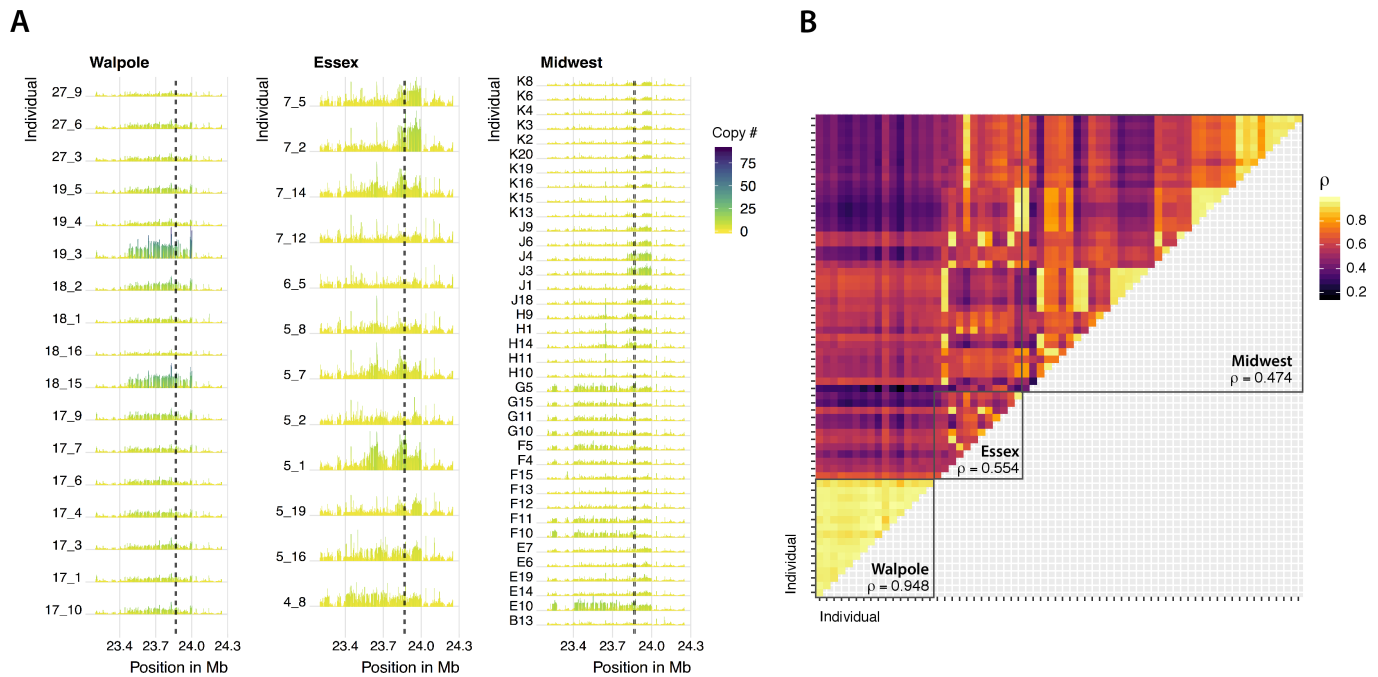 A
B
Walpole
Essex
Midwest
Individual
27_9
27_6
27_3
19_5
19_4
19_3
18_2
18_1
18_16
18_15
17_9
17_7
17_6
17_4
17_3
17_1
17_10
23.4 23.7 24.0 24.3
Position in Mb
Individual
7_5
7_2
7_14
7_12
6_5
5_8
5_7
5_2
5_1
5_19
5_16
4_8
23.4 23.7 24.0 24.3
Position in Mb
Individual
K8
K6
K4
K3
K2
K20
K19
K16
K15
K13
J9
J6
J4
J3
J1
J18
H9
H1
H14
H11
H10
G5
G15
G11
G10
F5
F4
F15
F13
F12
F11
F10
E7
E6
E19
E14
E10
B13
23.4 23.7 24.0 24.3
Position in Mb
Copy #
75
50
25
0
Individual
Individual
Walpole
ρ = 0.948
Essex
ρ = 0.554
Midwest
ρ = 0.474
ρ
0.8
0.6
0.4
0.2